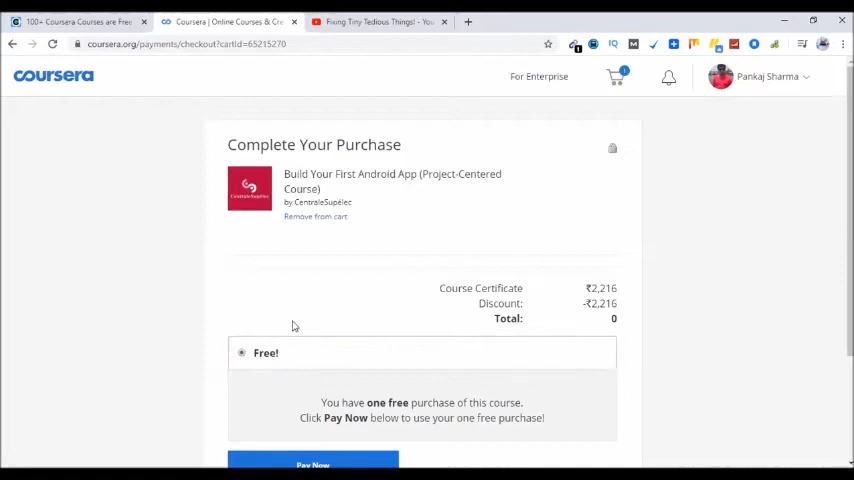 100+ Coursera Courses are Free
Coursera | Online Courses & Cre
Fixing Tiny Tedious Things! - You
coursera.org/payments/checkout?cartId=65215270
coursera
For Enterprise
1
Pankaj Sharma
Complete Your Purchase
Build Your First Android App (Project-Centered
Course)
CentraleSupélec
by CentraleSupélec
Remove from cart
Course Certificate ₹2,216
Discount: -₹2,216
Total: 0
Free!
You have one free purchase of this course.
Click Pay Now below to use your one free purchase!
Pay Now